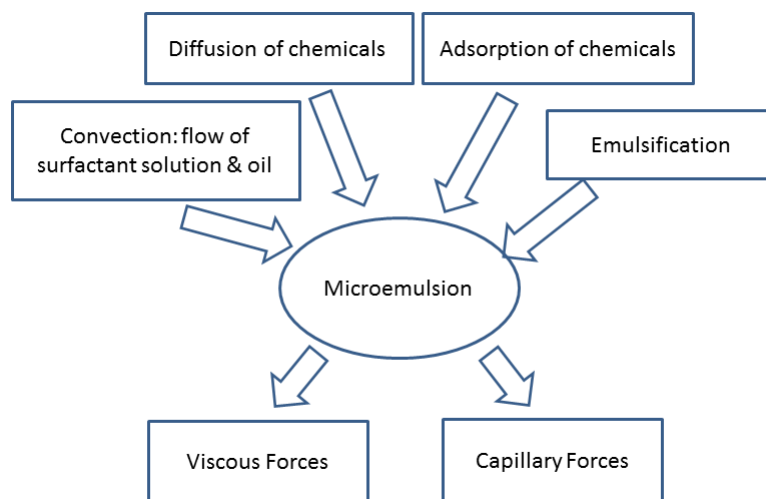 Diffusion of chemicals
Adsorption of chemicals
Convection: flow of
surfactant solution & oil
Emulsification
Microemulsion
Viscous Forces
Capillary Forces